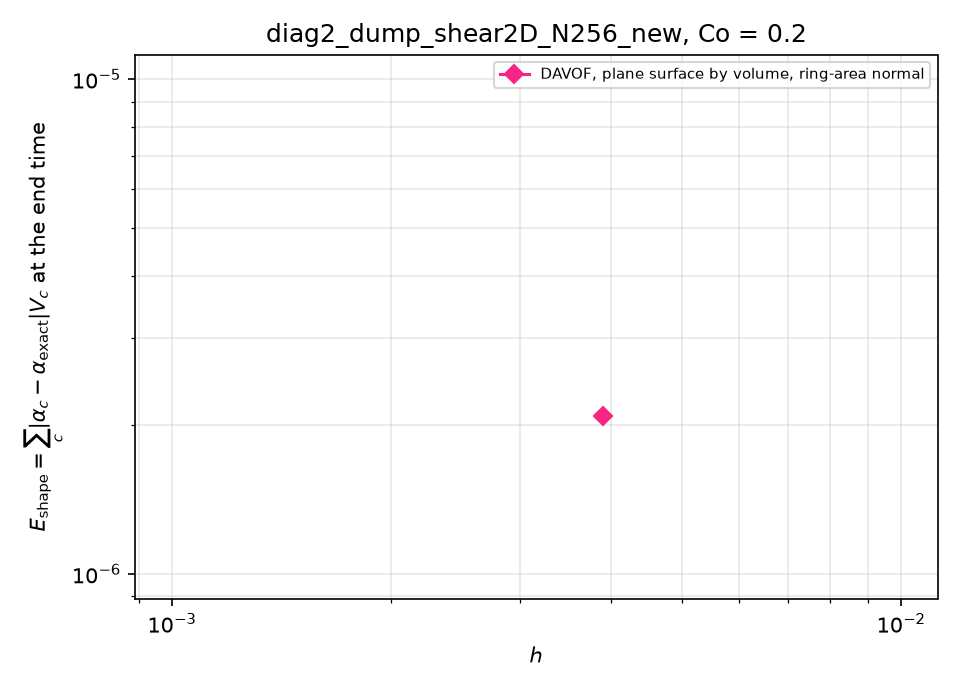 diag2_dump_shear2D_N256_new, Co = 0.2
DAVOF, plane surface by volume, ring-area normal
10⁻⁵
10⁻⁶
E_shape = ∑_c |α_c − α_exact|V_c at the end time
10⁻³
10⁻²
h